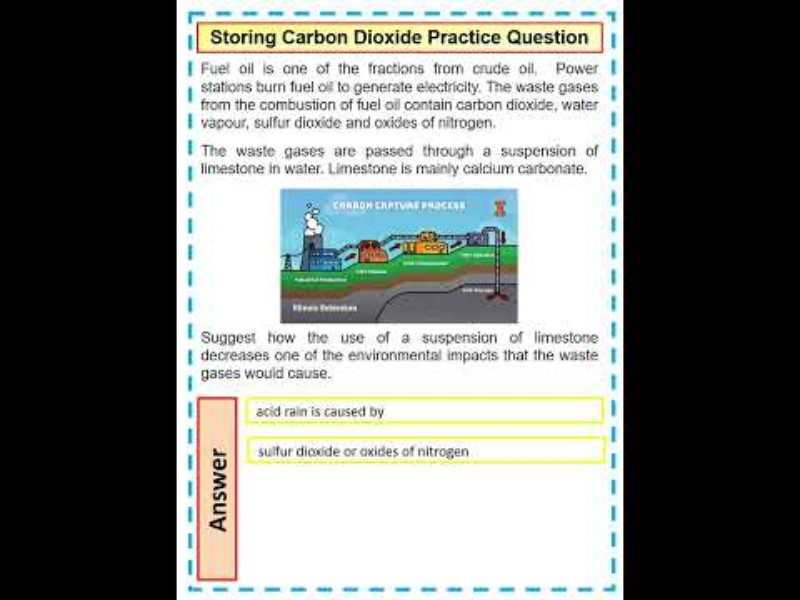 Storing Carbon Dioxide Practice Question
Fuel oil is one of the fractions from crude oil. Power
stations burn fuel oil to generate electricity. The waste gases
from the combustion of fuel oil contain carbon dioxide, water
vapour, sulfur dioxide and oxides of nitrogen.
The waste gases are passed through a suspension of
limestone in water. Limestone is mainly calcium carbonate.
CARBON CAPTURE PROCESS
Illinois Extension
Suggest how the use of a suspension of limestone
decreases one of the environmental impacts that the waste
gases would cause.
Answer
acid rain is caused by
sulfur dioxide or oxides of nitrogen